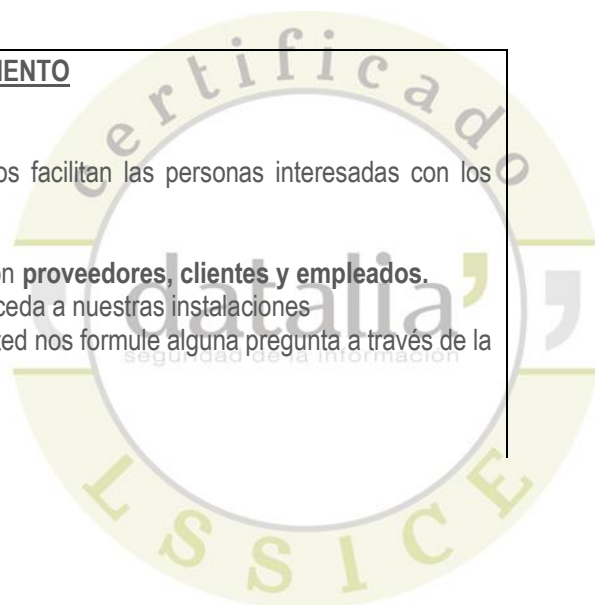 certificado
IENTO
os facilitan las personas interesadas con los
on proveedores, clientes y empleados.
ceda a nuestras instalaciones
ted nos formule alguna pregunta a través de la
datalia
seguridad de la información
LSSICE